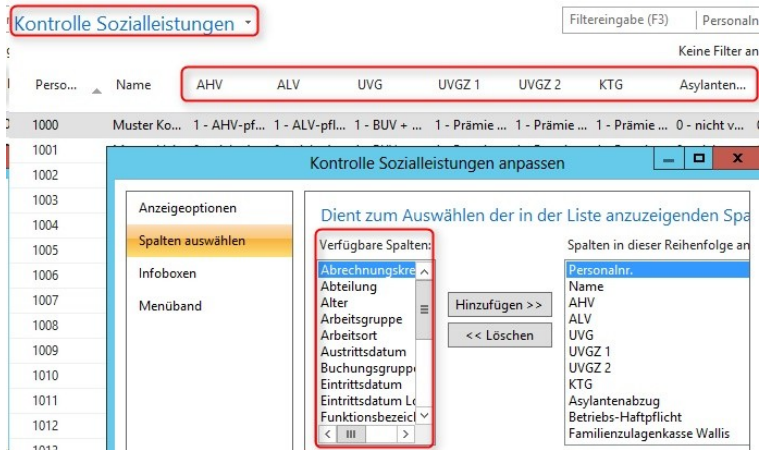 Kontrolle Sozialleistungen
Filtereingabe (F3)
Personaln
Keine Filter an
Perso... Name AHV ALV UVG UVGZ 1 UVGZ 2 KTG Asylanten...
1000 Muster Ko... 1 - AHV-pf... 1 - ALV-pfl... 1 - BUV + ... 1 - Prämie ... 1 - Prämie ... 1 - Prämie ... 0 - nicht v...
1001
1002
1003
1004
1005
1006
1007
1008
1009
1010
1011
1012
1013
Kontrolle Sozialleistungen anpassen
Anzeigeoptionen
Spalten auswählen
Infoboxen
Menüband
Dient zum Auswählen der in der Liste anzuzeigenden Spa
Verfügbare Spalten:
Abrechnungskre
Abteilung
Alter
Arbeitsgruppe
Arbeitsort
Austrittsdatum
Buchungsgruppe
Eintrittsdatum
Eintrittsdatum Lo
Funktionsbezeich
Hinzufügen >>
<< Löschen
Spalten in dieser Reihenfolge an
Personalnr.
Name
AHV
ALV
UVG
UVGZ 1
UVGZ 2
KTG
Asylantenabzug
Betriebs-Haftpflicht
Familienzulagenkasse Wallis